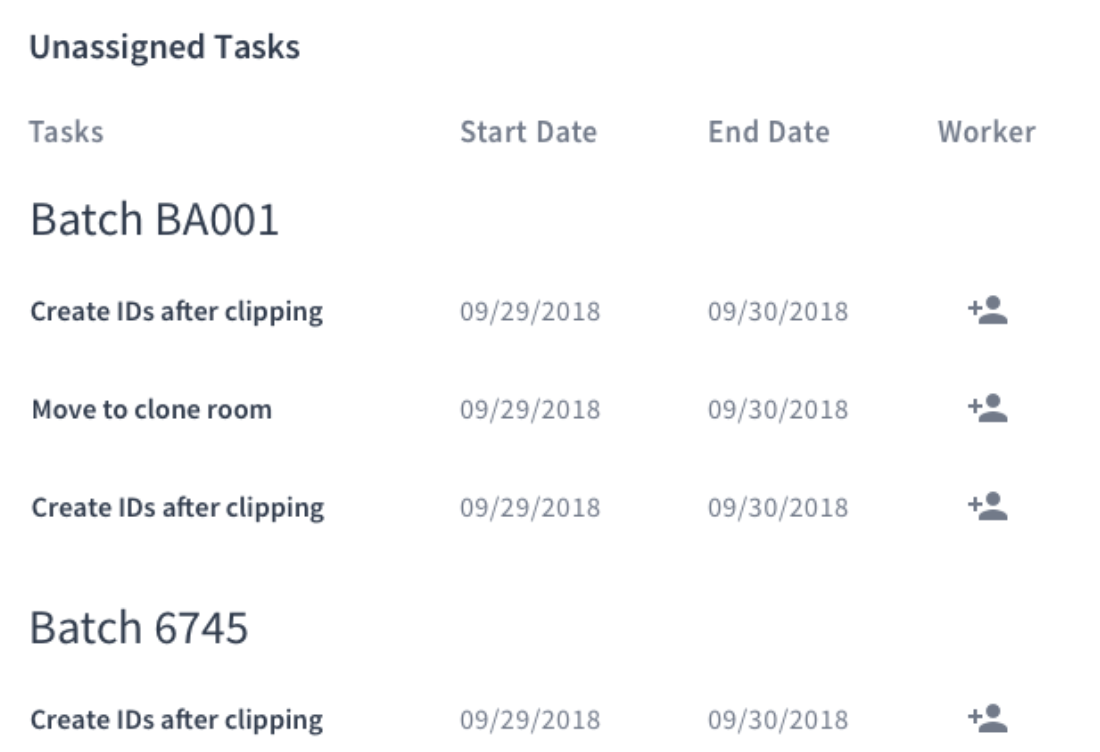 Unassigned Tasks
Tasks Start Date End Date Worker
Batch BA001
Create IDs after clipping 09/29/2018 09/30/2018
Move to clone room 09/29/2018 09/30/2018
Create IDs after clipping 09/29/2018 09/30/2018
Batch 6745
Create IDs after clipping 09/29/2018 09/30/2018